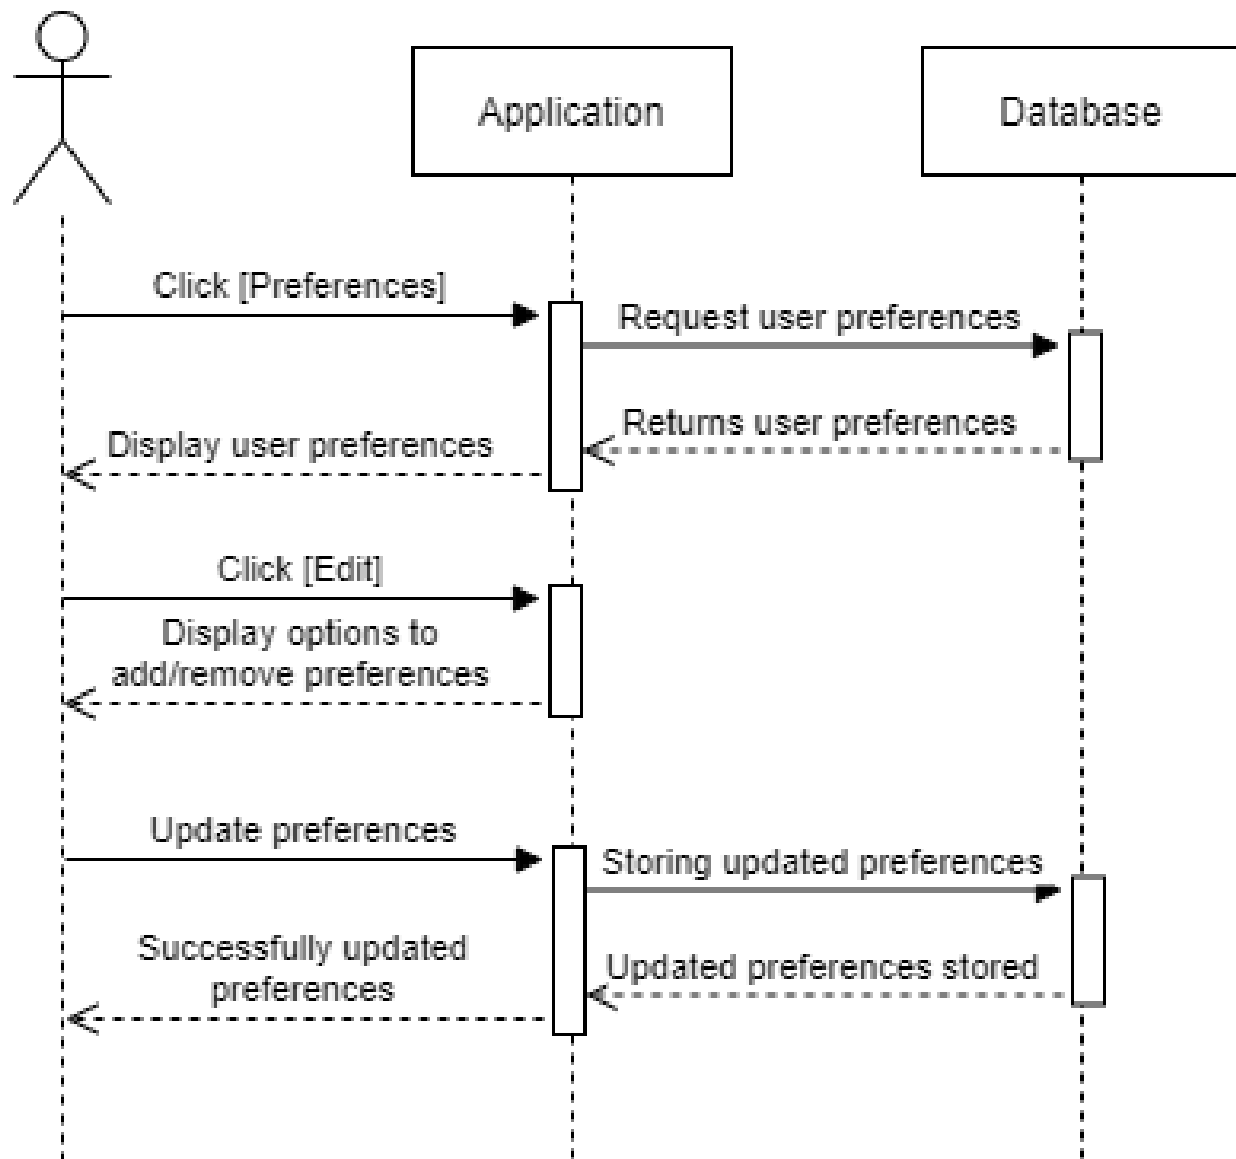 Application
Database
Click [Preferences]
Request user preferences
Returns user preferences
Display user preferences
Click [Edit]
Display options to
add/remove preferences
Update preferences
Storing updated preferences
Successfully updated
preferences
Updated preferences stored